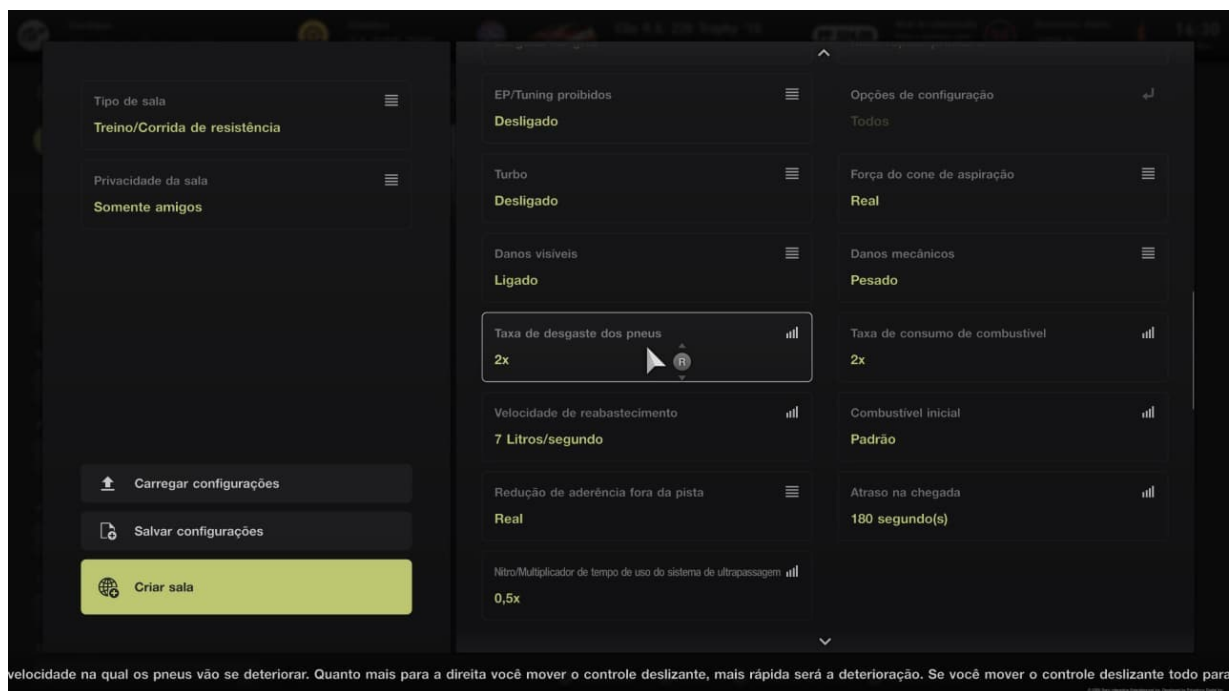 Tipo de sala
Treino/Corrida de resistência
Privacidade da sala
Somente amigos
Carregar configurações
Salvar configurações
Criar sala
EP/Tuning proibidos
Desligado
Opções de configuração
Todos
Turbo
Desligado
Força do cone de aspiração
Real
Danos visíveis
Ligado
Danos mecânicos
Pesado
Taxa de desgaste dos pneus
2x
R
Taxa de consumo de combustível
2x
Velocidade de reabastecimento
7 Litros/segundo
Combustível inicial
Padrão
Redução de aderência fora da pista
Real
Atraso na chegada
180 segundo(s)
Nitro/Multiplicador de tempo de uso do sistema de ultrapassagem
0,5x
velocidade na qual os pneus vão se deteriorar. Quanto mais para a direita você mover o controle deslizante, mais rápida será a deterioração. Se você mover o controle deslizante todo para